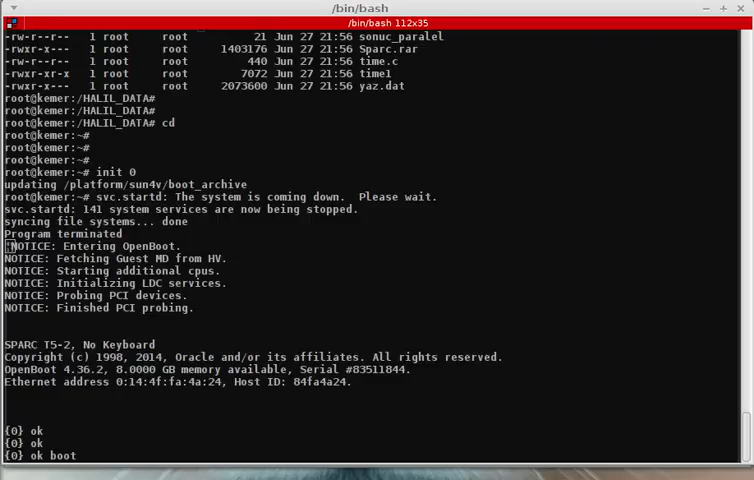 /bin/bash
/bin/bash 112x35
-rw-r--r-- 1 root root 21 Jun 27 21:56 sonuc_paralel
-rwxr-x--- 1 root root 1403176 Jun 27 21:56 Sparc.rar
-rw-r--r-- 1 root root 440 Jun 27 21:56 time.c
-rwxr-xr-x 1 root root 7072 Jun 27 21:56 time1
-rwxr-x--- 1 root root 2073600 Jun 27 21:56 yaz.dat
root@kemer:/HALIL_DATA#
root@kemer:/HALIL_DATA#
root@kemer:/HALIL_DATA# cd
root@kemer:~#
root@kemer:~#
root@kemer:~#
root@kemer:~# init 0
updating /platform/sun4v/boot_archive
root@kemer:~# svc.startd: The system is coming down.  Please wait.
svc.startd: 141 system services are now being stopped.
syncing file systems... done
Program terminated
NOTICE: Entering OpenBoot.
NOTICE: Fetching Guest MD from HV.
NOTICE: Starting additional cpus.
NOTICE: Initializing LDC services.
NOTICE: Probing PCI devices.
NOTICE: Finished PCI probing.
SPARC T5-2, No Keyboard
Copyright (c) 1998, 2014, Oracle and/or its affiliates. All rights reserved.
OpenBoot 4.36.2, 8.0000 GB memory available, Serial #83511844.
Ethernet address 0:14:4f:fa:4a:24, Host ID: 84fa4a24.
{0} ok
{0} ok
{0} ok boot